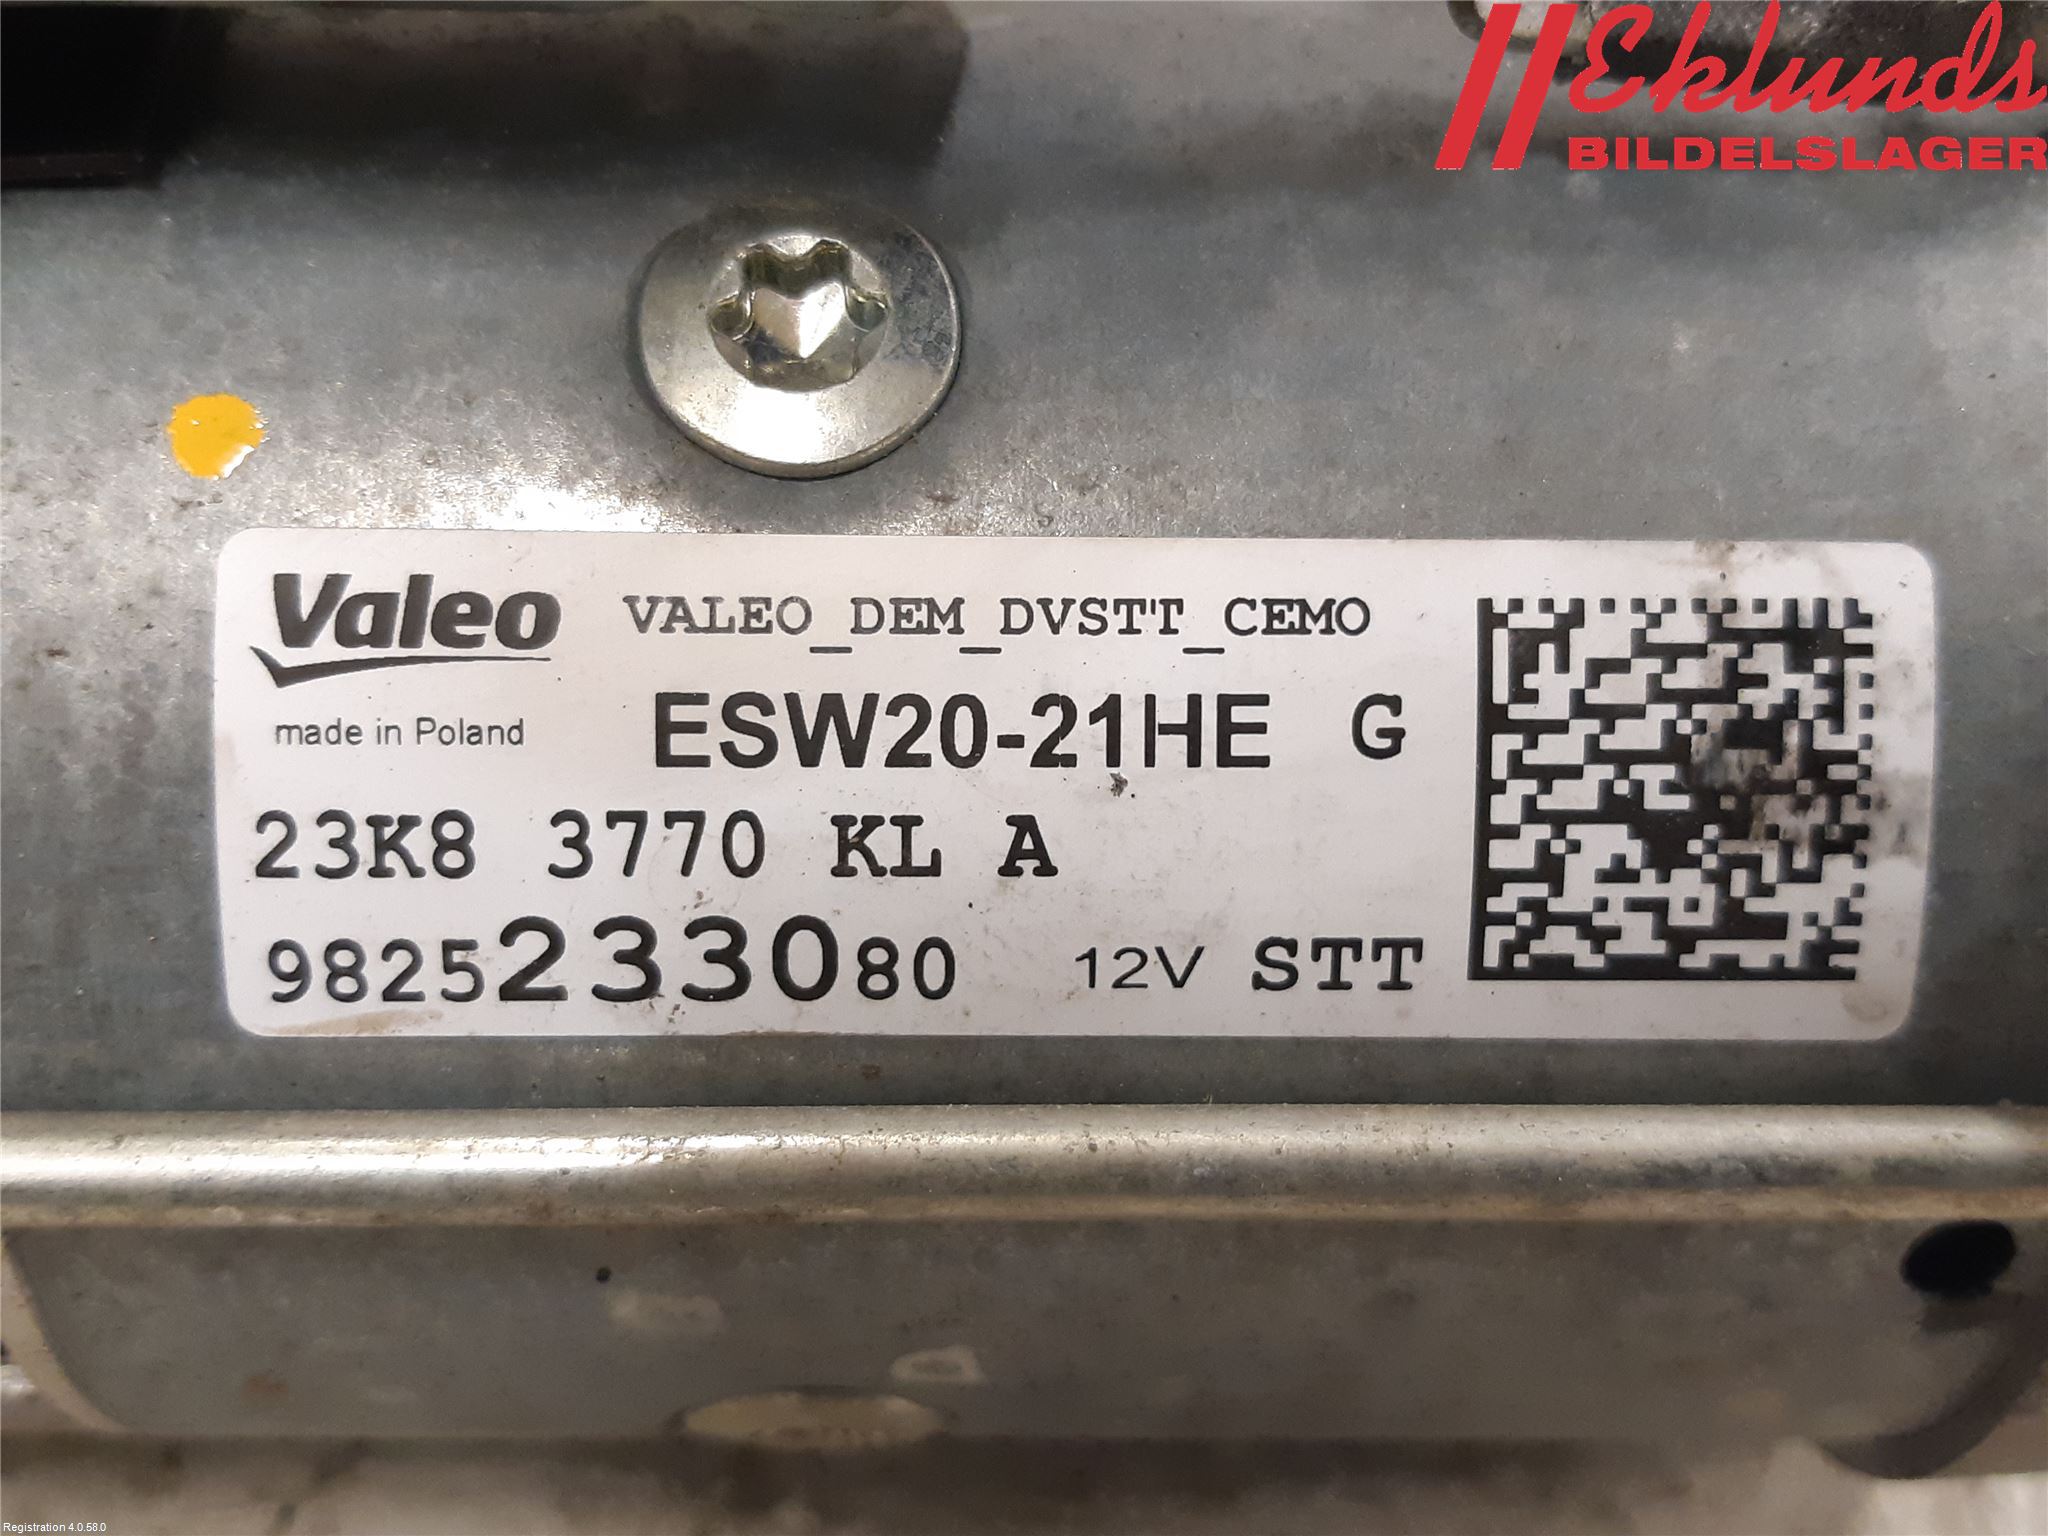 Eklunds
BILDELSLAGER
Valeo VALEO_DEM_DVSTT_CEMO
made in Poland ESW20-21HE G
23K8 3770 KL A
9825233080 12V STT
Registration 4.0.58.0